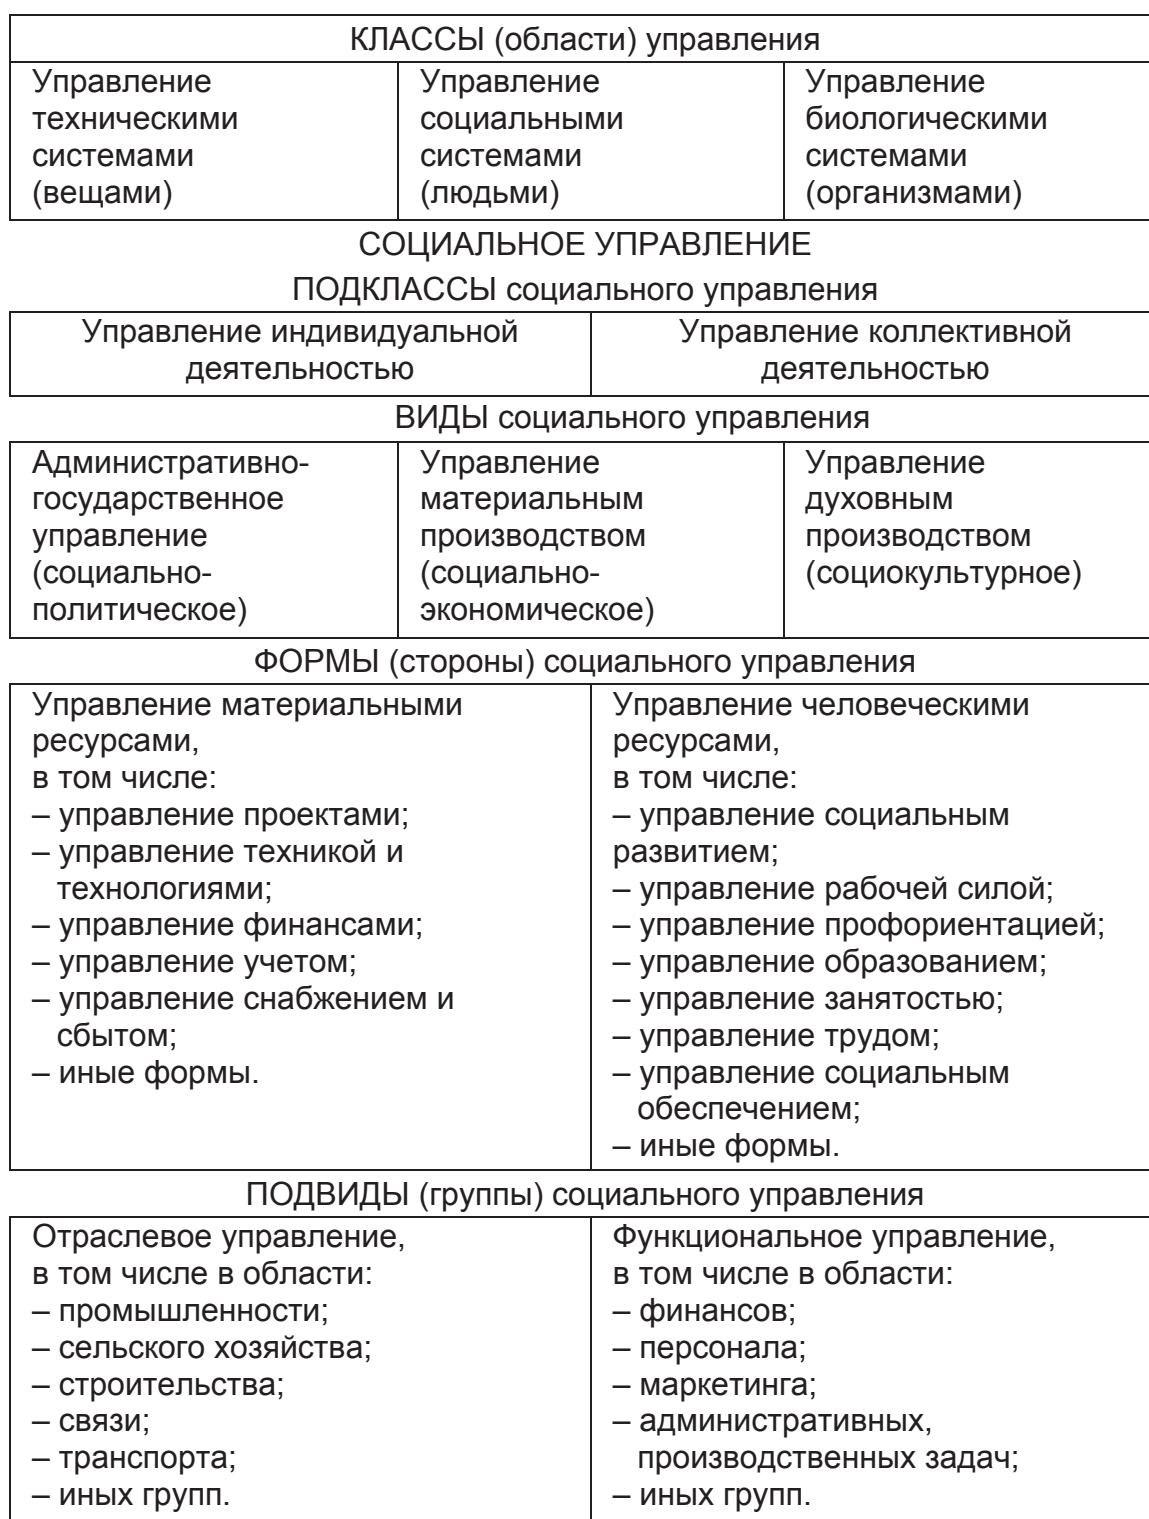 КЛАССЫ (области) управления
Управление
техническими
системами
(вещами)
Управление
социальными
системами
(людьми)
Управление
биологическими
системами
(организмами)
СОЦИАЛЬНОЕ УПРАВЛЕНИЕ
ПОДКЛАССЫ социального управления
Управление индивидуальной
деятельностью
Управление коллективной
деятельностью
ВИДЫ социального управления
Административно-
государственное
управление
(социально-
политическое)
Управление
материальным
производством
(социально-
экономическое)
Управление
духовным
производством
(социокультурное)
ФОРМЫ (стороны) социального управления
Управление материальными
ресурсами,
в том числе:
– управление проектами;
– управление техникой и
технологиями;
– управление финансами;
– управление учетом;
– управление снабжением и
сбытом;
– иные формы.
Управление человеческими
ресурсами,
в том числе:
– управление социальным
развитием;
– управление рабочей силой;
– управление профориентацией;
– управление образованием;
– управление занятостью;
– управление трудом;
– управление социальным
обеспечением;
– иные формы.
ПОДВИДЫ (группы) социального управления
Отраслевое управление,
в том числе в области:
– промышленности;
– сельского хозяйства;
– строительства;
– связи;
– транспорта;
– иных групп.
Функциональное управление,
в том числе в области:
– финансов;
– персонала;
– маркетинга;
– административных,
производственных задач;
– иных групп.